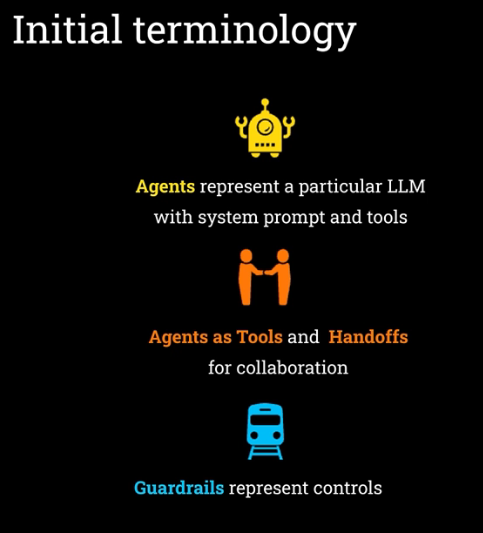 Initial terminology
Agents represent a particular LLM
with system prompt and tools
Agents as Tools and Handoffs
for collaboration
Guardrails represent controls